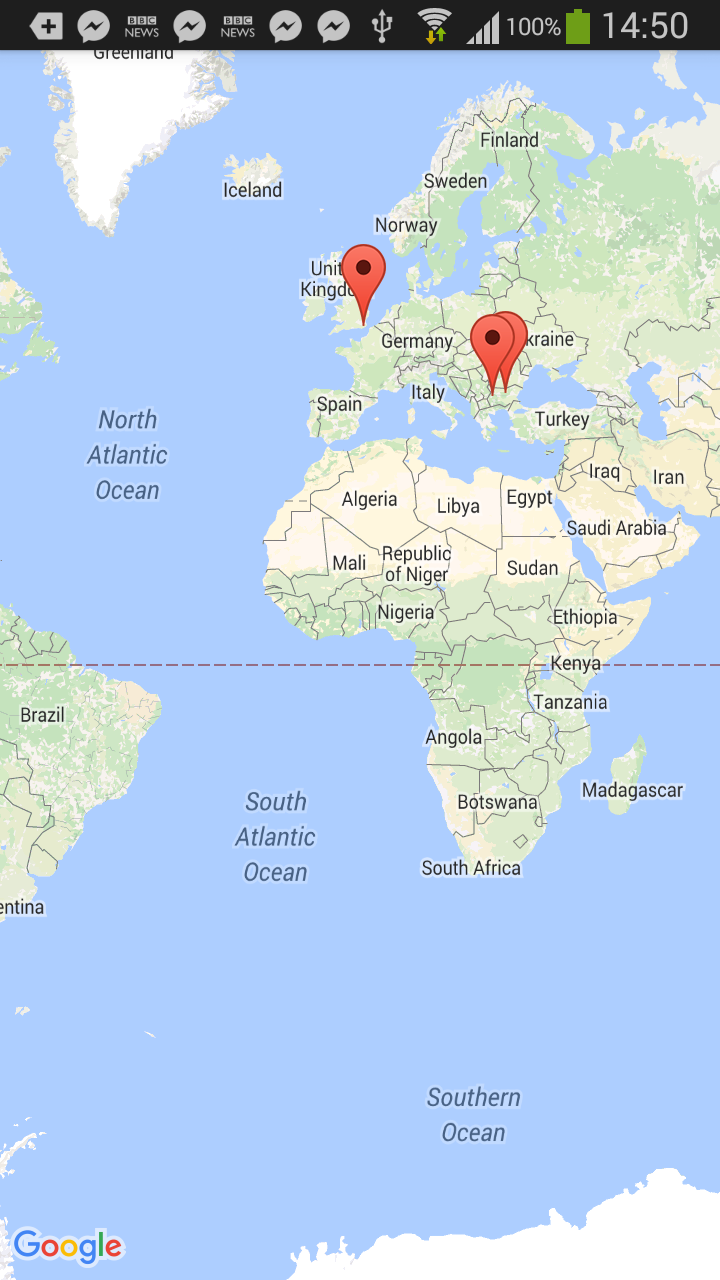 BBC
NEWS
BBC
NEWS
100%
14:50
Greenland
Finland
Iceland
Sweden
Norway
Unit
Kingdo
Germany
kraine
Italy
Spain
Turkey
North
Atlantic
Ocean
Iraq
Iran
Algeria
Libya
Egypt
Saudi Arabia
Mali
Republic
of Niger
Sudan
Nigeria
Ethiopia
Kenya
Tanzania
Brazil
Angola
Madagascar
Botswana
South
Atlantic
Ocean
South Africa
entina
Southern
Ocean
Google